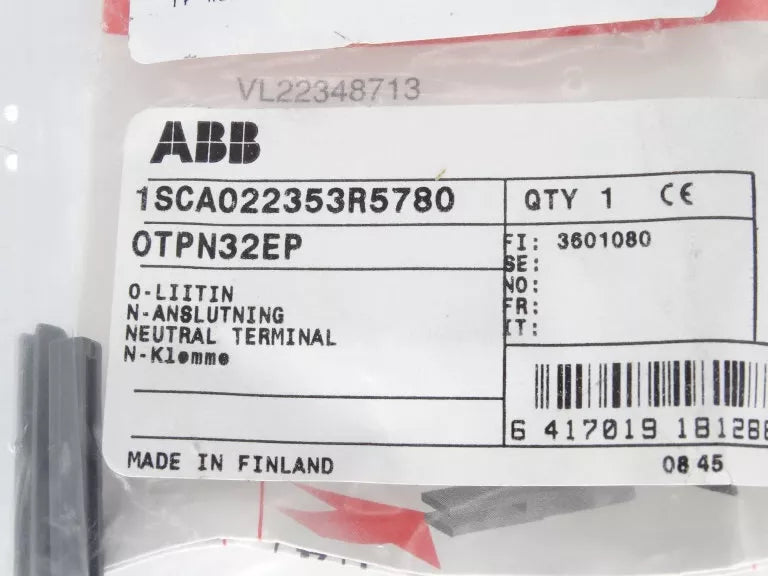 VL22348713
ABB
1SCA022353R5780
QTY 1 CE
OTPN32EP
FI: 3601080
SE:
NO:
FR:
IT:
O-LIITIN
N-ANSLUTNING
NEUTRAL TERMINAL
N-Klemme
6 417019 181288
MADE IN FINLAND
08 45